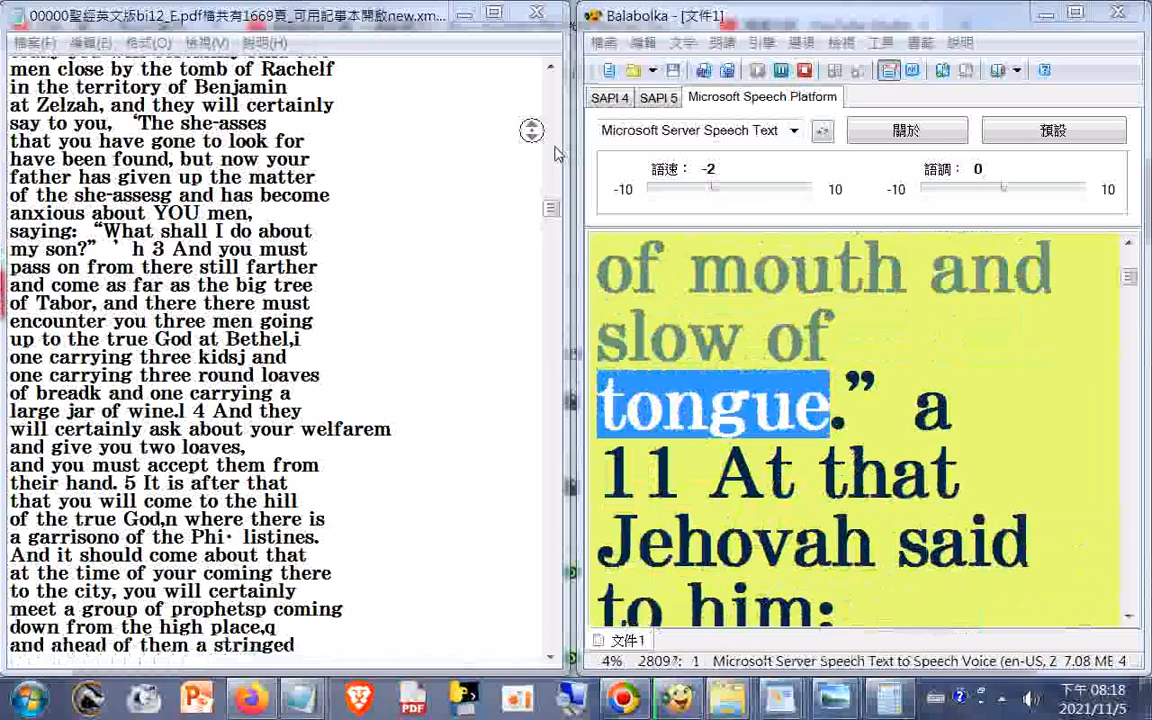 00000聖經英文版bi12_E.pdf檔共有1669頁_可用記事本開啟new.xm...
檔案(F) 編輯(E) 格式(O) 檢視(V) 說明(H)
men close by the tomb of Rachelf
in the territory of Benjamin
at Zelzah, and they will certainly
say to you, ‘The she-asses
that you have gone to look for
have been found, but now your
father has given up the matter
of the she-assesg and has become
anxious about YOU men,
saying: “What shall I do about
my son?” ’ h 3 And you must
pass on from there still farther
and come as far as the big tree
of Tabor, and there there must
encounter you three men going
up to the true God at Bethel,i
one carrying three kidsj and
one carrying three round loaves
of breadk and one carrying a
large jar of wine.l 4 And they
will certainly ask about your welfarem
and give you two loaves,
and you must accept them from
their hand. 5 It is after that
that you will come to the hill
of the true God,n where there is
a garrisono of the Phi· listines.
And it should come about that
at the time of your coming there
to the city, you will certainly
meet a group of prophetsp coming
down from the high place,q
and ahead of them a stringed
Balabolka - [文件1]
檔案 編輯 文字 朗讀 引擎 選項 檢視 工具 書籤 說明
SAPI 4 SAPI 5 Microsoft Speech Platform
Microsoft Server Speech Text 關於 預設
語速： -2 語調： 0
-10 10 -10 10
of mouth and
slow of
tongue.” a
11 At that
Jehovah said
to him:
文件1
4% 28097: 1 Microsoft Server Speech Text to Speech Voice (en-US, Z 7.08 ME 4
PDF
下午 08:18
2021/11/5